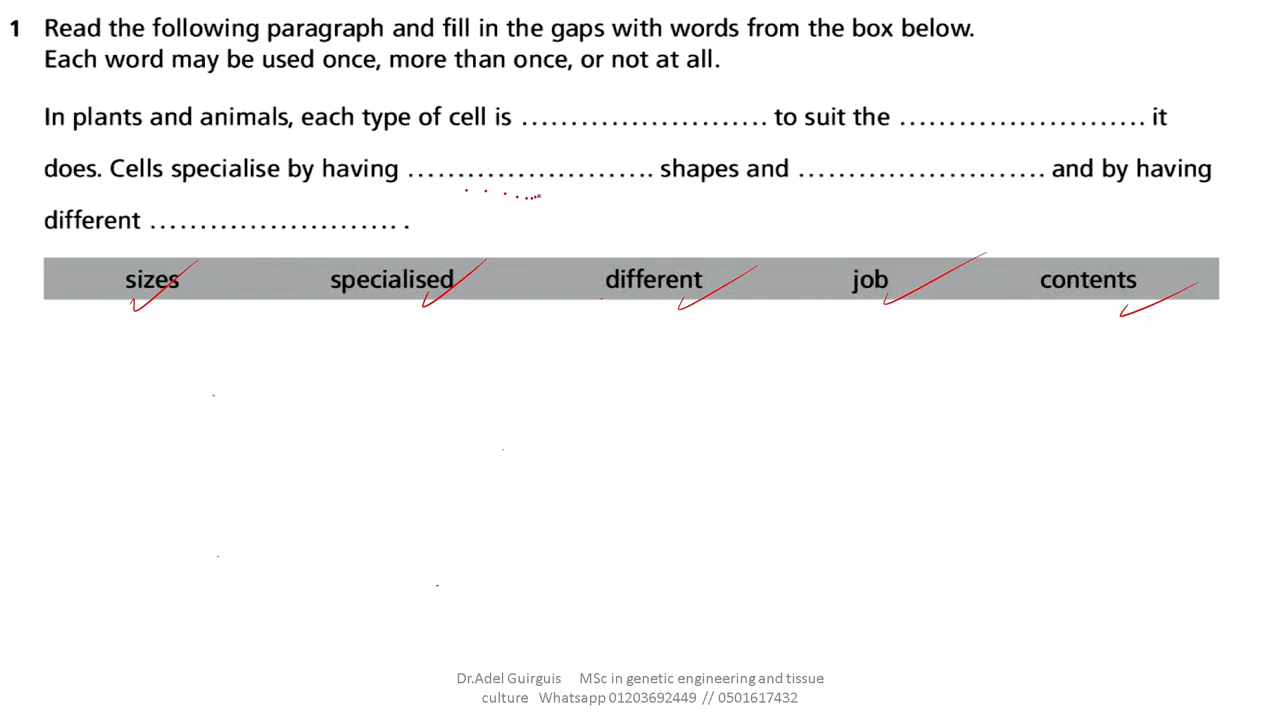 1 Read the following paragraph and fill in the gaps with words from the box below.
Each word may be used once, more than once, or not at all.
In plants and animals, each type of cell is ......................... to suit the ......................... it
does. Cells specialise by having ......................... shapes and ......................... and by having
different ......................... .
sizes specialised different job contents
Dr.Adel Guirguis MSc in genetic engineering and tissue
culture Whatsapp 01203692449 // 0501617432